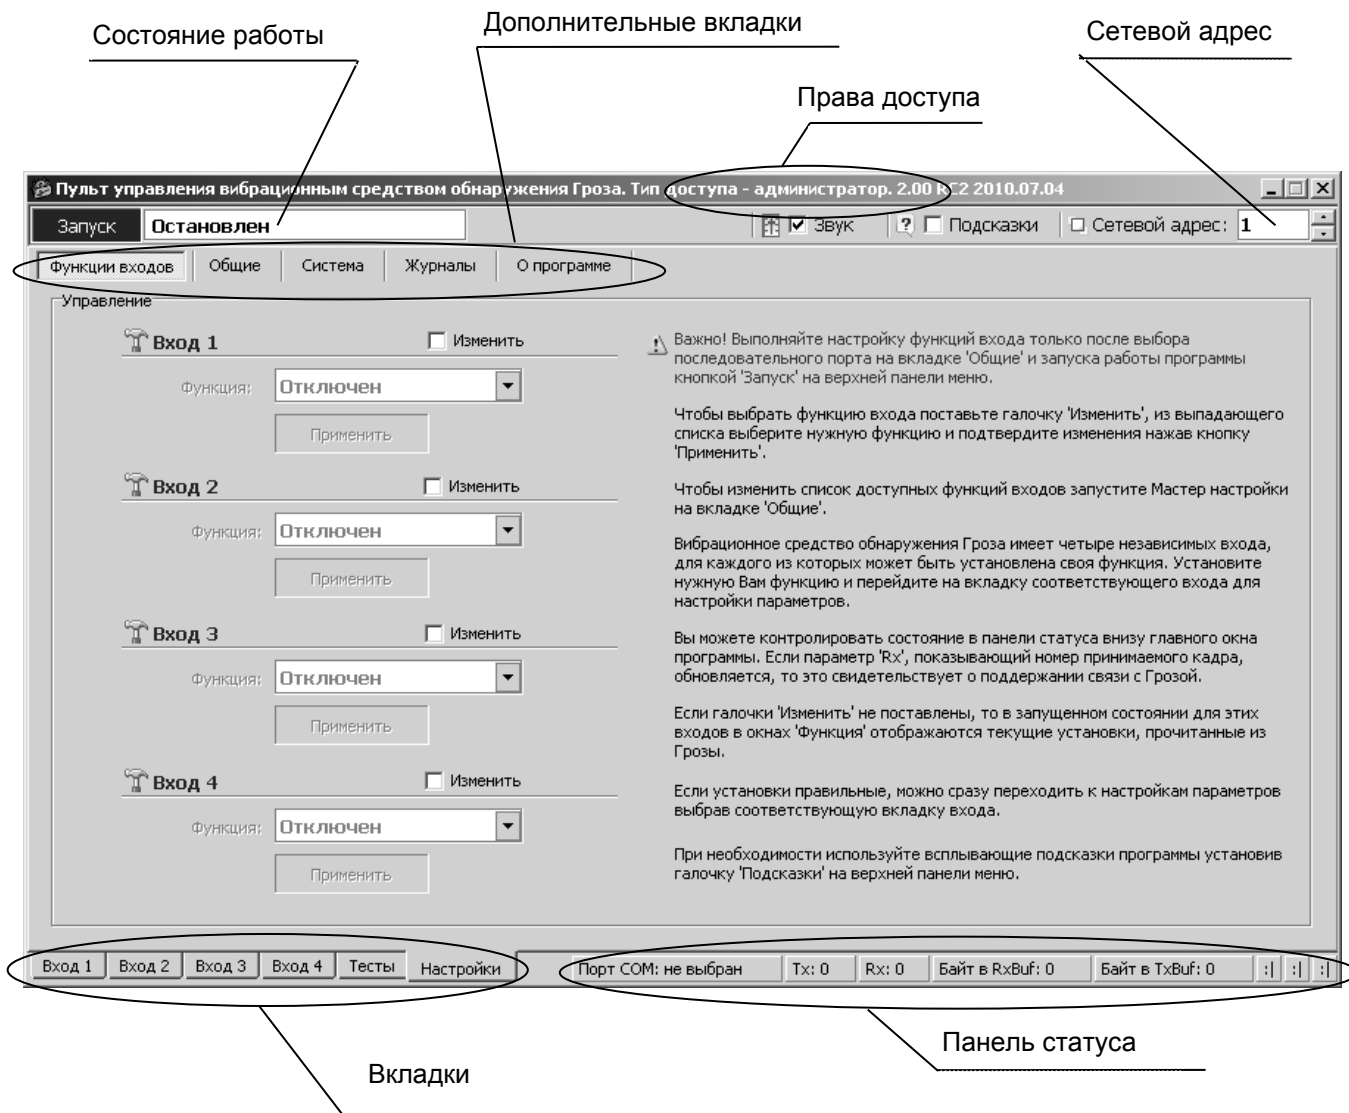 Дополнительные вкладки
Состояние работы
Сетевой адрес
Права доступа
Пульт управления вибрационным средством обнаружения Гроза. Тип доступа - администратор. 2.00 RC2 2010.07.04
Запуск Остановлен Звук Подсказки Сетевой адрес: 1
Функции входов Общие Система Журналы О программе
Управление
Вход 1 Изменить
Функция: Отключен
Применить
Вход 2 Изменить
Функция: Отключен
Применить
Вход 3 Изменить
Функция: Отключен
Применить
Вход 4 Изменить
Функция: Отключен
Применить
Важно! Выполняйте настройку функций входа только после выбора
последовательного порта на вкладке 'Общие' и запуска работы программы
кнопкой 'Запуск' на верхней панели меню.
Чтобы выбрать функцию входа поставьте галочку 'Изменить', из выпадающего
списка выберите нужную функцию и подтвердите изменения нажав кнопку
'Применить'.
Чтобы изменить список доступных функций входов запустите Мастер настройки
на вкладке 'Общие'.
Вибрационное средство обнаружения Гроза имеет четыре независимых входа,
для каждого из которых может быть установлена своя функция. Установите
нужную Вам функцию и перейдите на вкладку соответствующего входа для
настройки параметров.
Вы можете контролировать состояние в панели статуса внизу главного окна
программы. Если параметр 'Rx', показывающий номер принимаемого кадра,
обновляется, то это свидетельствует о поддержании связи с Грозой.
Если галочки 'Изменить' не поставлены, то в запущенном состоянии для этих
входов в окнах 'Функция' отображаются текущие установки, прочитанные из
Грозы.
Если установки правильные, можно сразу переходить к настройкам параметров
выбрав соответствующую вкладку входа.
При необходимости используйте всплывающие подсказки программы установив
галочку 'Подсказки' на верхней панели меню.
Вход 1 Вход 2 Вход 3 Вход 4 Тесты Настройки Порт COM: не выбран Tx: 0 Rx: 0 Байт в RxBuf: 0 Байт в TxBuf: 0 :| :| :|
Панель статуса
Вкладки